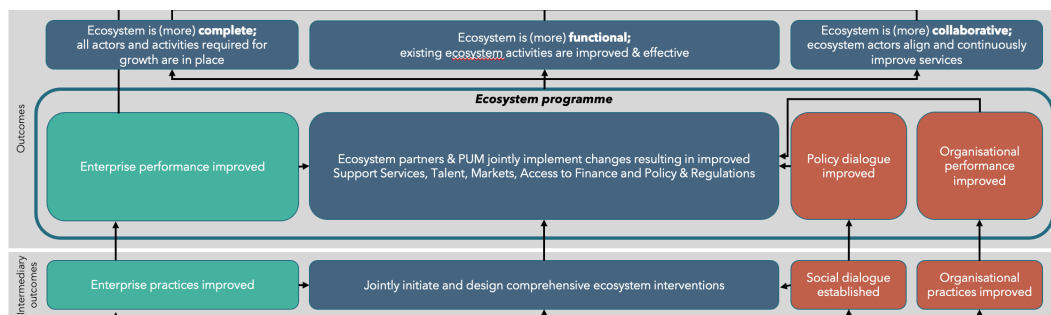 Ecosystem is (more) complete;
all actors and activities required for
growth are in place
Ecosystem is (more) functional;
existing ecosystem activities are improved & effective
Ecosystem is (more) collaborative;
ecosystem actors align and continuously
improve services
Outcomes
Ecosystem programme
Enterprise performance improved
Ecosystem partners & PUM jointly implement changes resulting in improved
Support Services, Talent, Markets, Access to Finance and Policy & Regulations
Policy dialogue
improved
Organisational
performance
improved
Intermediary
outcomes
Enterprise practices improved
Jointly initiate and design comprehensive ecosystem interventions
Social dialogue
established
Organisational
practices improved